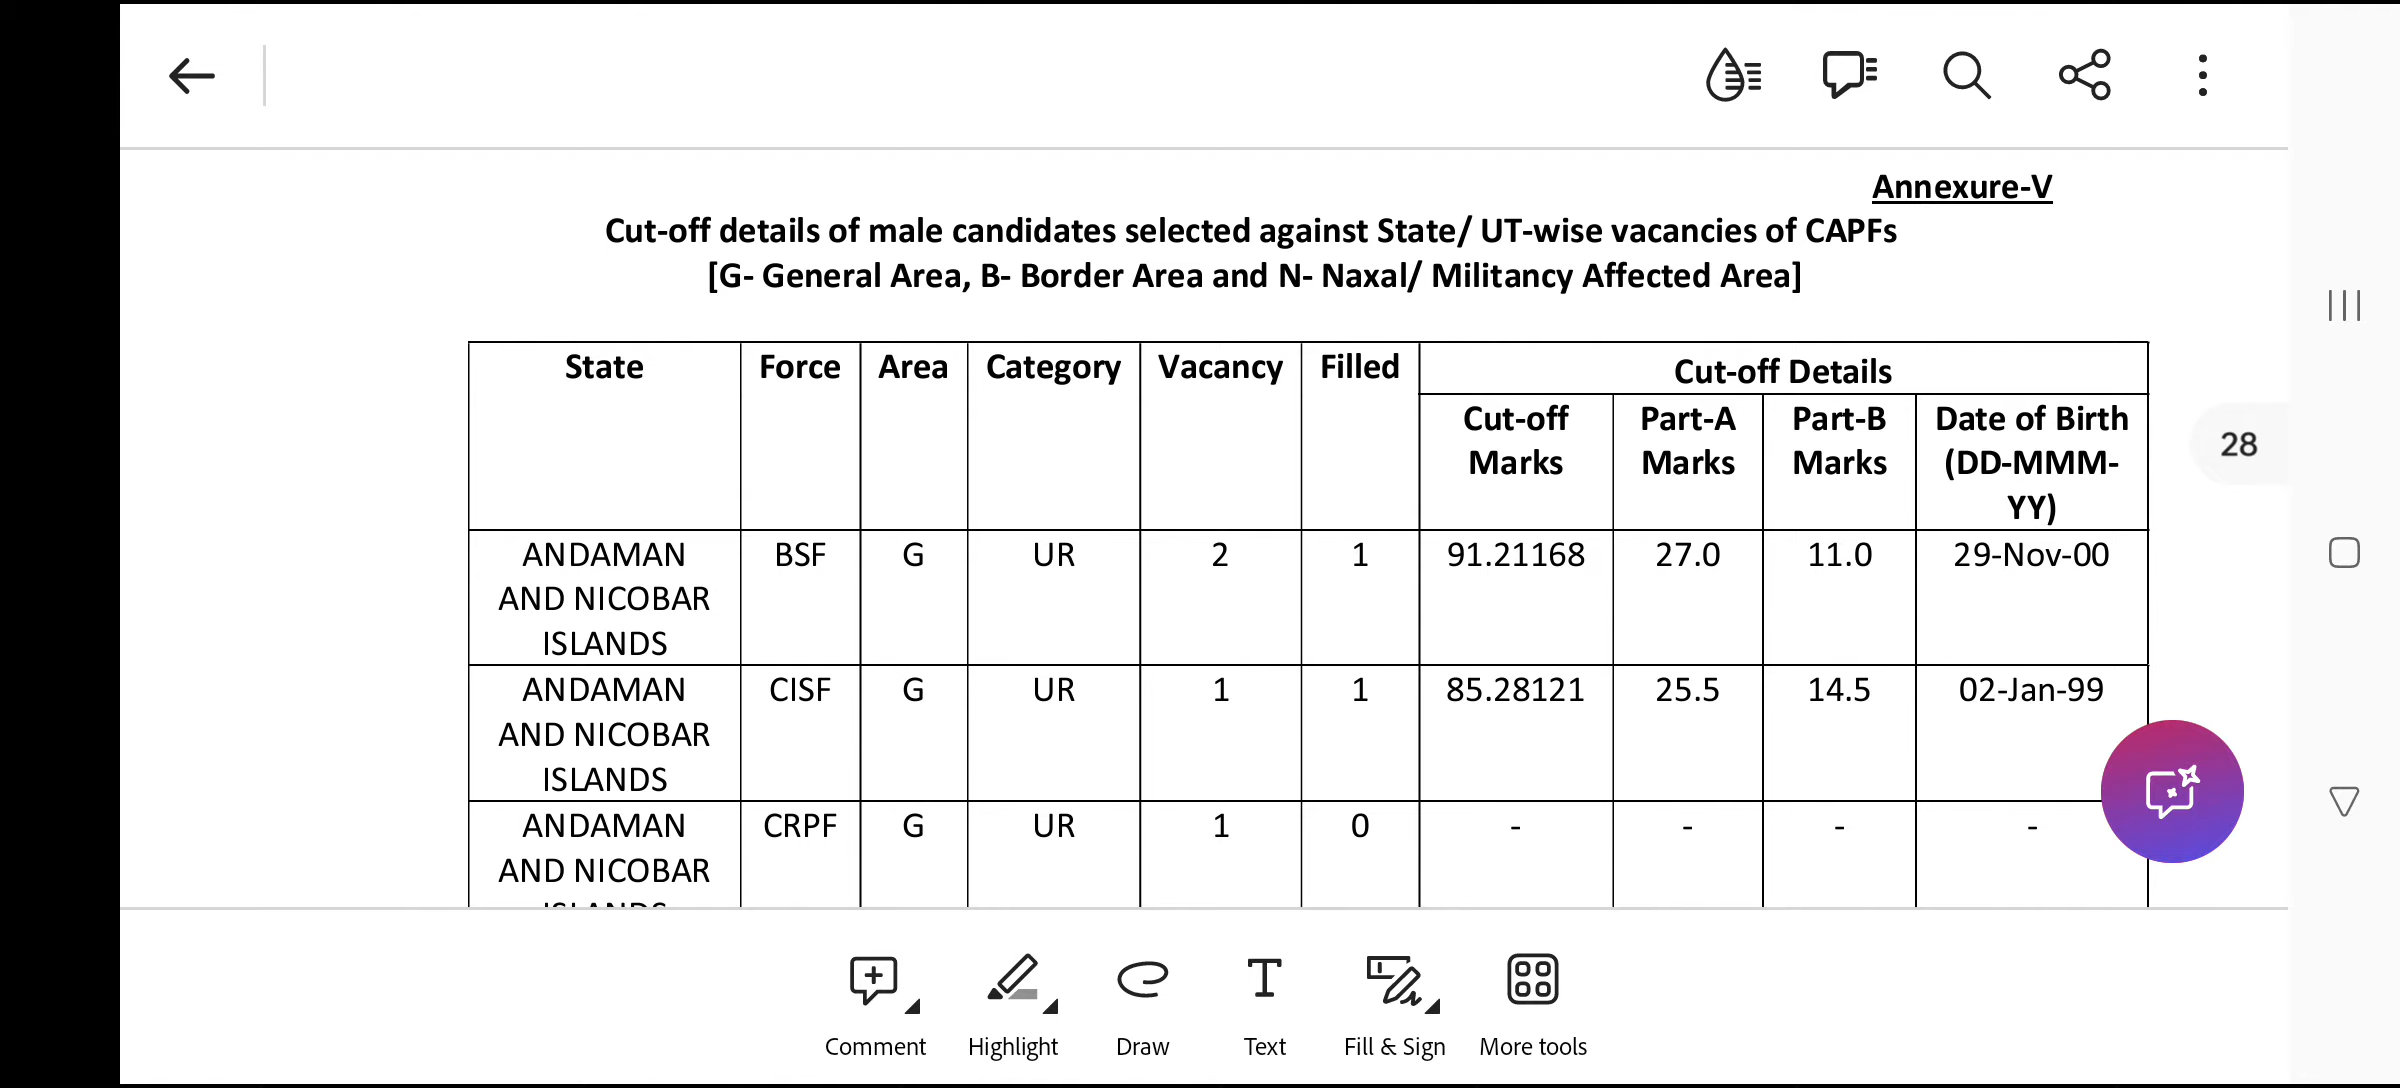 Annexure-V
Cut-off details of male candidates selected against State/ UT-wise vacancies of CAPFs
[G- General Area, B- Border Area and N- Naxal/ Militancy Affected Area]
State Force Area Category Vacancy Filled Cut-off Details
Cut-off Marks Part-A Marks Part-B Marks Date of Birth (DD-MMM-YY)
28
ANDAMAN AND NICOBAR ISLANDS BSF G UR 2 1 91.21168 27.0 11.0 29-Nov-00
ANDAMAN AND NICOBAR ISLANDS CISF G UR 1 1 85.28121 25.5 14.5 02-Jan-99
ANDAMAN AND NICOBAR CRPF G UR 1 0 - - - -
Comment Highlight Draw Text Fill & Sign More tools